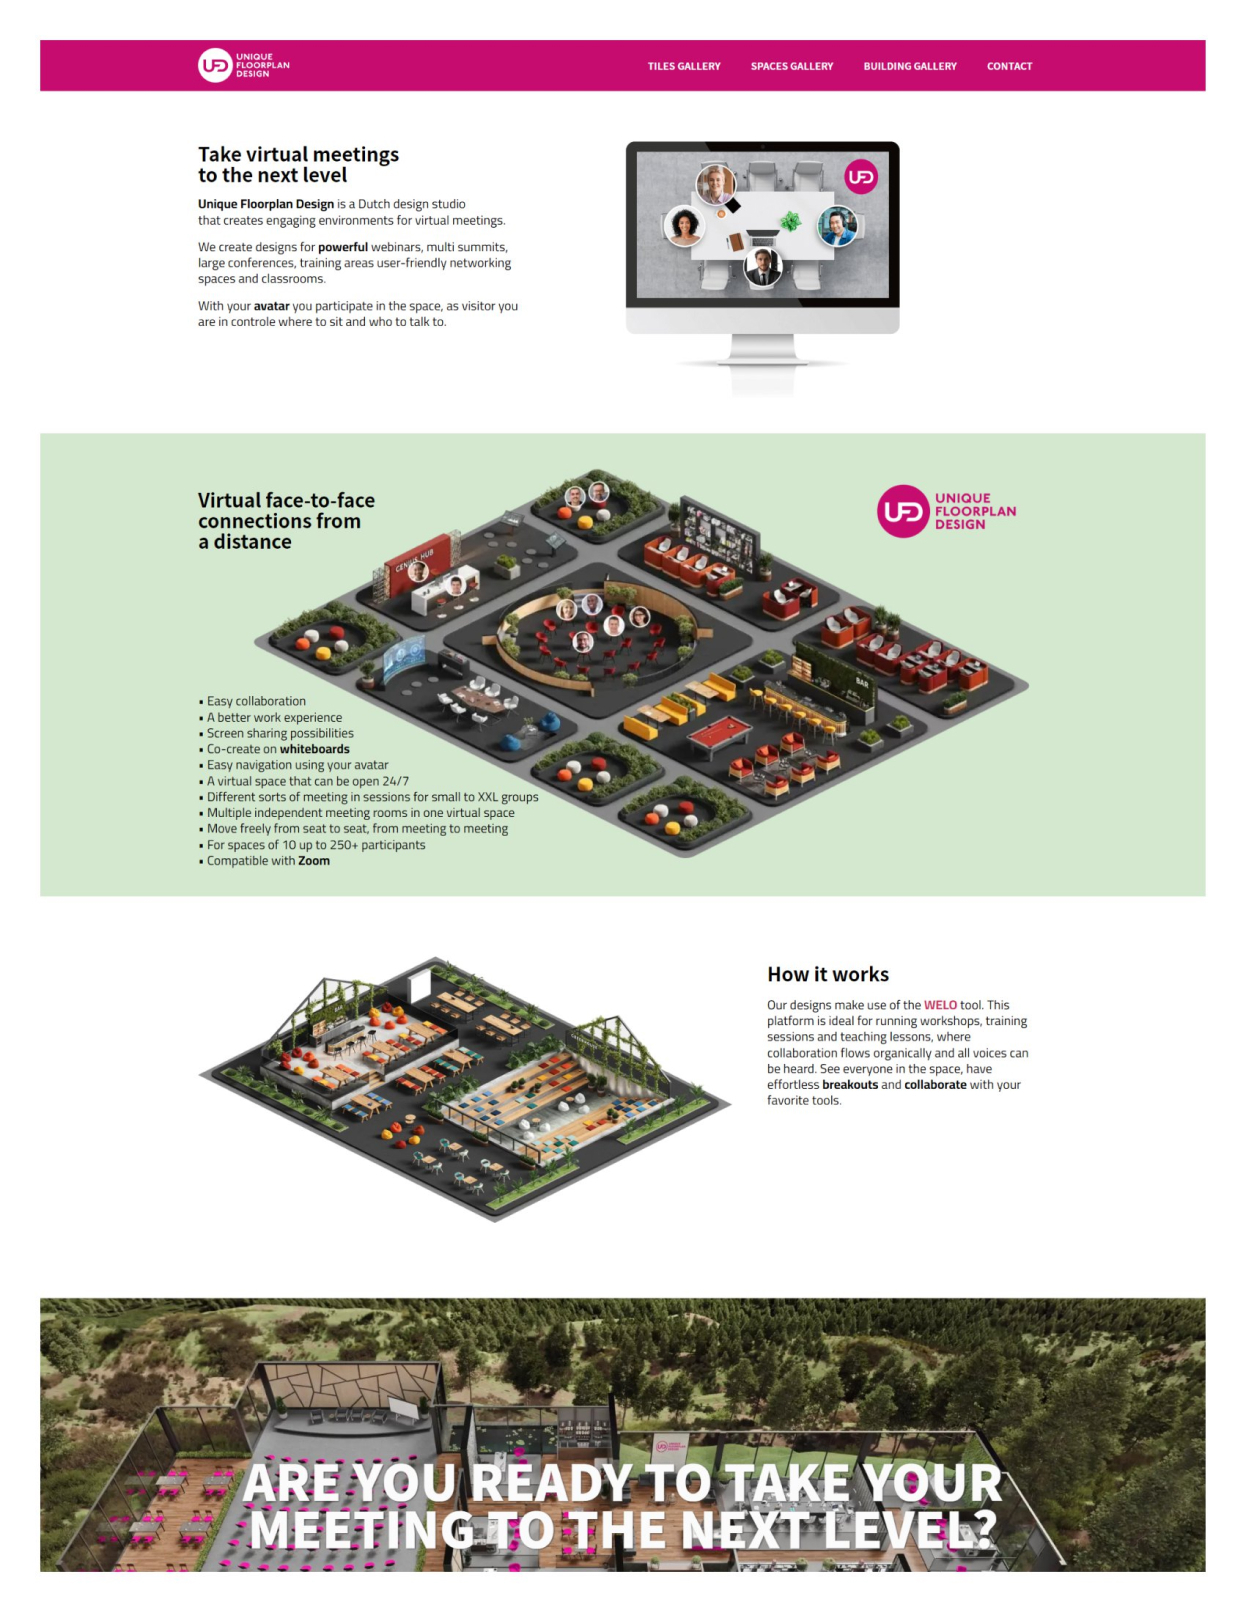 UNIQUE
FLOORPLAN
DESIGN
TILES GALLERY
SPACES GALLERY
BUILDING GALLERY
CONTACT
Take virtual meetings
to the next level
Unique Floorplan Design is a Dutch design studio
that creates engaging environments for virtual meetings.
We create designs for powerful webinars, multi summits,
large conferences, training areas user-friendly networking
spaces and classrooms.
With your avatar you participate in the space, as visitor you
are in controle where to sit and who to talk to.
UFD
Virtual face-to-face
connections from
a distance
UFD
UNIQUE
FLOORPLAN
DESIGN
GENIUS HUB
BAR
▪ Easy collaboration
▪ A better work experience
▪ Screen sharing possibilities
▪ Co-create on whiteboards
▪ Easy navigation using your avatar
▪ A virtual space that can be open 24/7
▪ Different sorts of meeting in sessions for small to XXL groups
▪ Multiple independent meeting rooms in one virtual space
▪ Move freely from seat to seat, from meeting to meeting
▪ For spaces of 10 up to 250+ participants
▪ Compatible with Zoom
BAR
How it works
Our designs make use of the WELO tool. This
platform is ideal for running workshops, training
sessions and teaching lessons, where
collaboration flows organically and all voices can
be heard. See everyone in the space, have
effortless breakouts and collaborate with your
favorite tools.
ARE YOU READY TO TAKE YOUR
MEETING TO THE NEXT LEVEL?